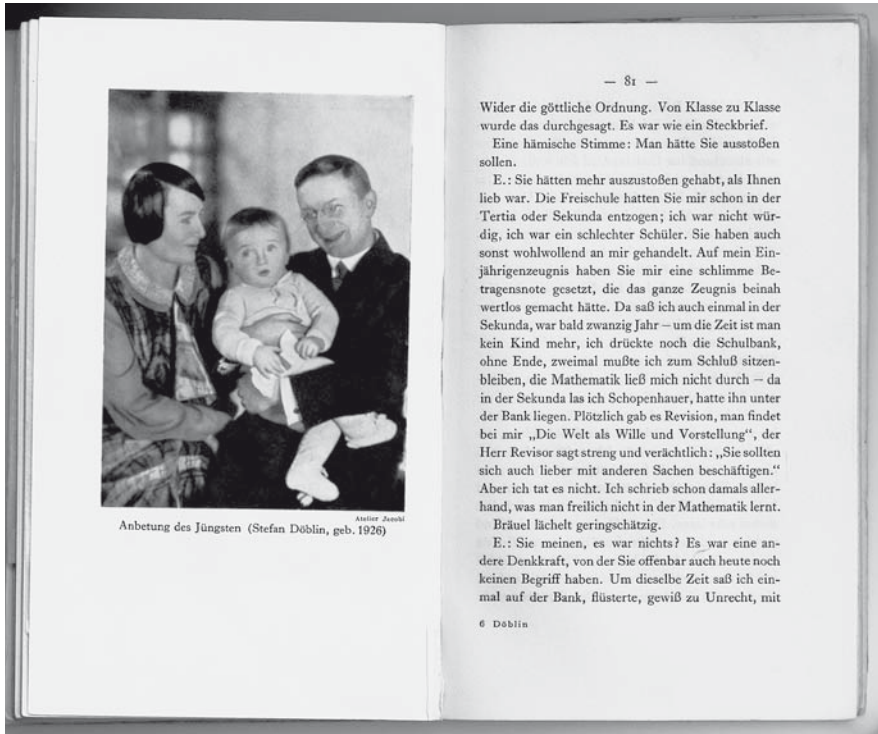 Atelier Jacobi
Anbetung des Jüngsten (Stefan Döblin, geb. 1926)
— 81 —
Wider die göttliche Ordnung. Von Klasse zu Klasse
wurde das durchgesagt. Es war wie ein Steckbrief.
Eine hämische Stimme: Man hätte Sie ausstoßen
sollen.
E.: Sie hätten mehr auszustoßen gehabt, als Ihnen
lieb war. Die Freischule hatten Sie mir schon in der
Tertia oder Sekunda entzogen; ich war nicht wür-
dig, ich war ein schlechter Schüler. Sie haben auch
sonst wohlwollend an mir gehandelt. Auf mein Ein-
jährigenzeugnis haben Sie mir eine schlimme Be-
tragensnote gesetzt, die das ganze Zeugnis beinah
wertlos gemacht hätte. Da saß ich auch einmal in der
Sekunda, war bald zwanzig Jahr — um die Zeit ist man
kein Kind mehr, ich drückte noch die Schulbank,
ohne Ende, zweimal mußte ich zum Schluß sitzen-
bleiben, die Mathematik ließ mich nicht durch — da
in der Sekunda las ich Schopenhauer, hatte ihn unter
der Bank liegen. Plötzlich gab es Revision, man findet
bei mir „Die Welt als Wille und Vorstellung“, der
Herr Revisor sagt streng und verächtlich: „Sie sollten
sich auch lieber mit anderen Sachen beschäftigen.“
Aber ich tat es nicht. Ich schrieb schon damals aller-
hand, was man freilich nicht in der Mathematik lernt.
Bräuel lächelt geringschätzig.
E.: Sie meinen, es war nichts? Es war eine an-
dere Denkkraft, von der Sie offenbar auch heute noch
keinen Begriff haben. Um dieselbe Zeit saß ich ein-
mal auf der Bank, flüsterte, gewiß zu Unrecht, mit
6 Döblin